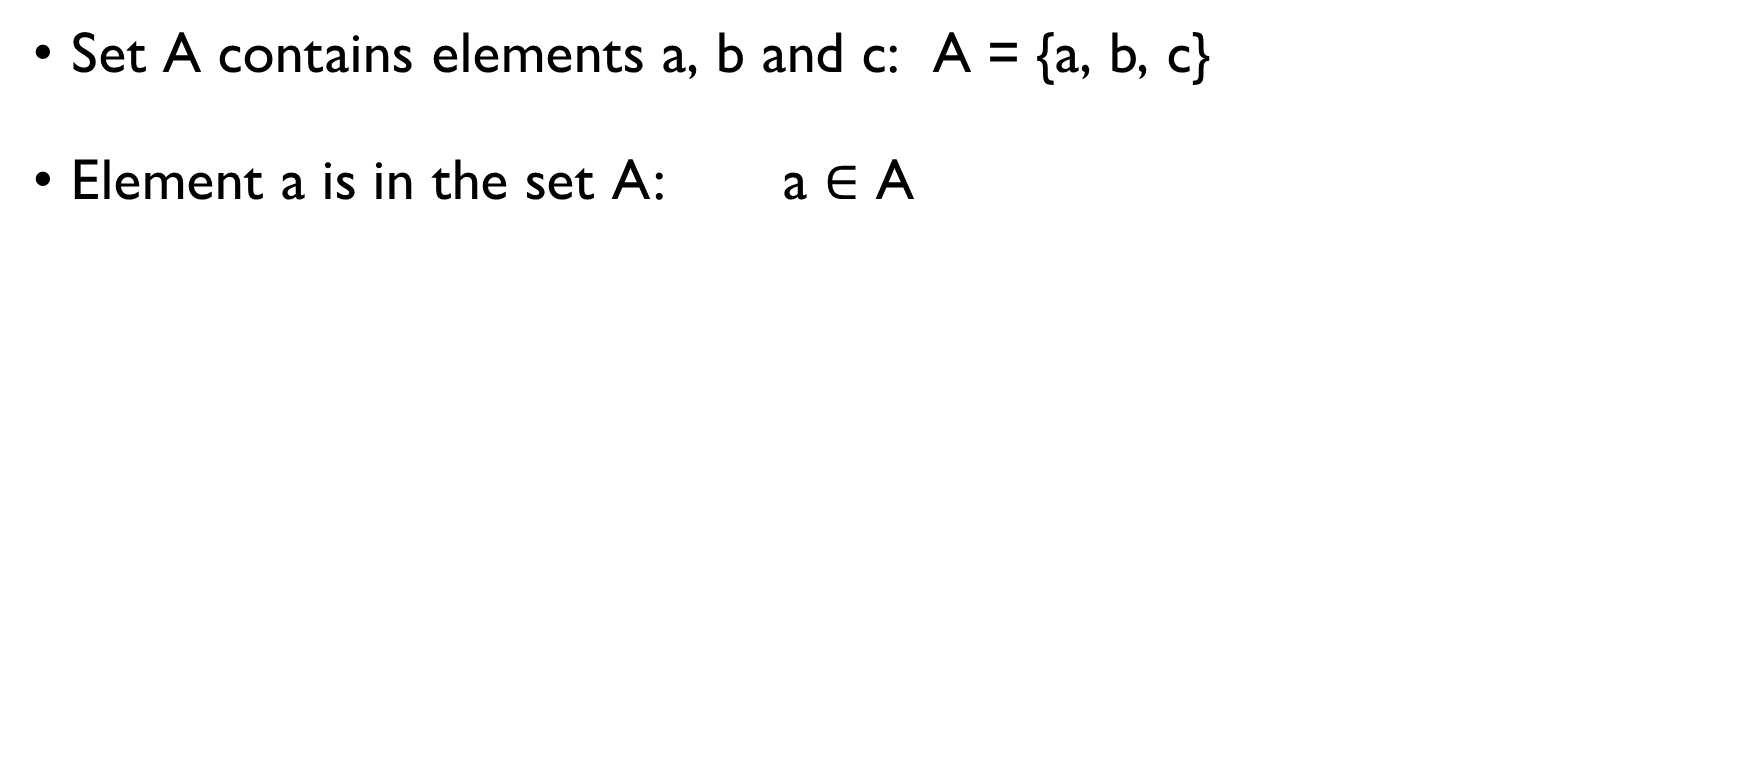 • Set A contains elements a, b and c: A = {a, b, c}
• Element a is in the set A: a ∈ A